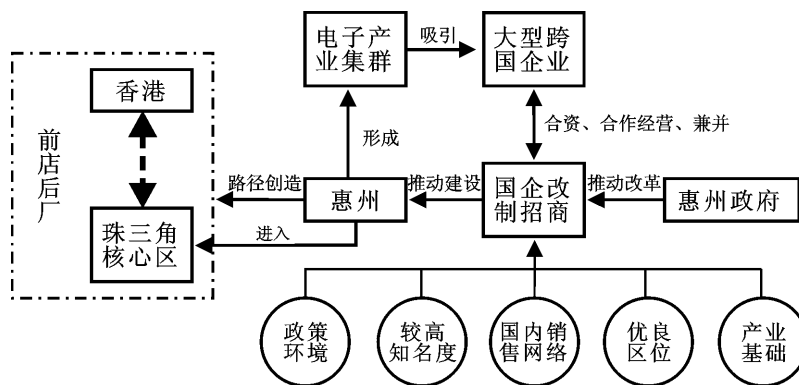 电子产
业集群
吸引
大型跨
国企业
香港
前店后厂
形成
合资、合作经营、兼并
路径创造
惠州
推动建设
国企改
制招商
推动改革
惠州政府
珠三角
核心区
进入
政策
环境
较高
知名度
国内销
售网络
优良
区位
产业
基础